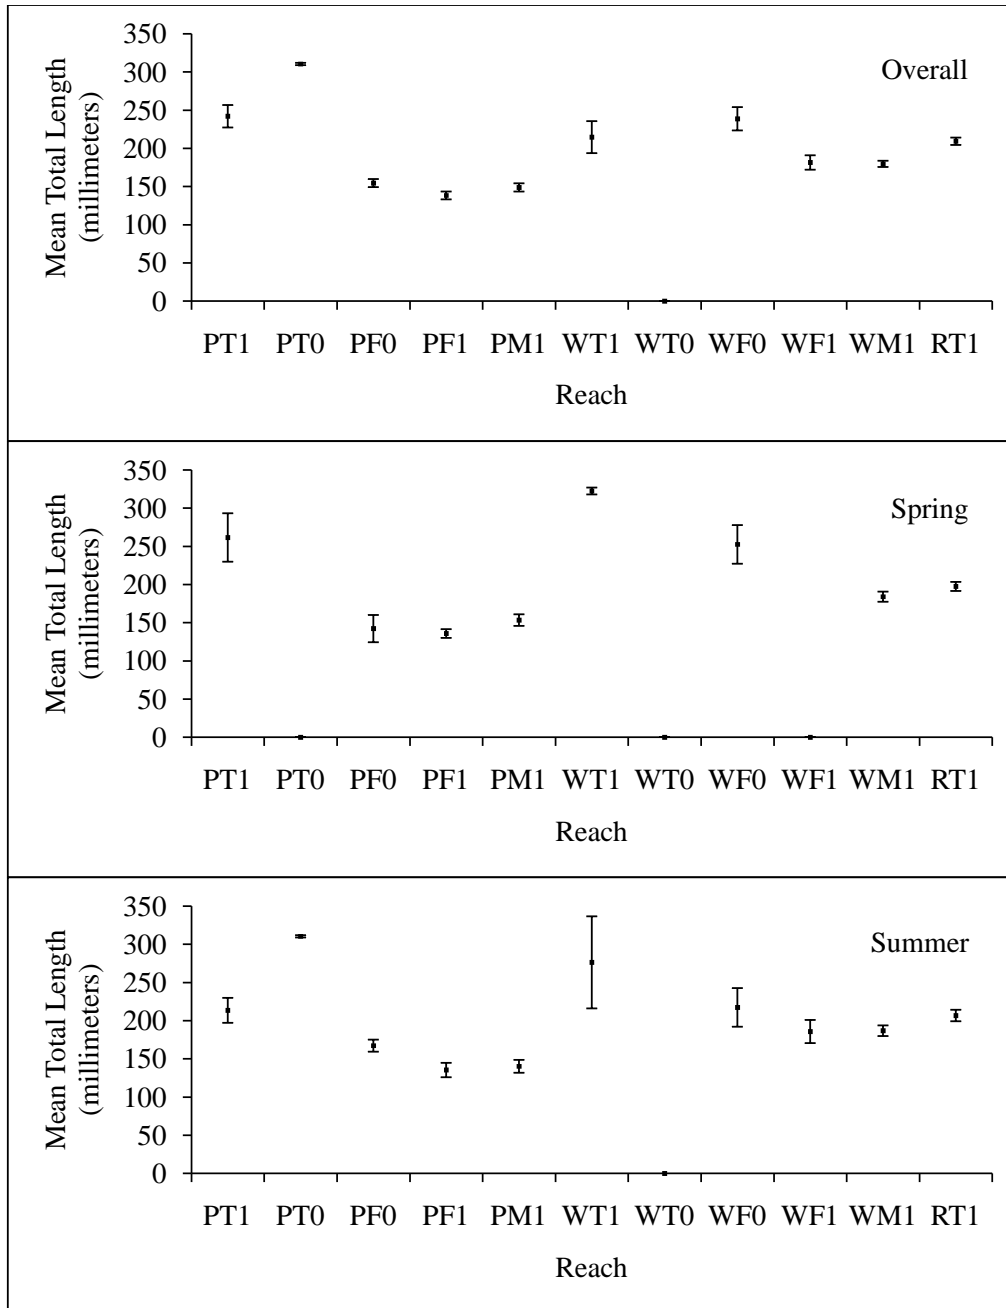 Mean Total Length
(millimeters)
350
300
250
200
150
100
50
0
Overall
PT1 PT0 PF0 PF1 PM1 WT1 WT0 WF0 WF1 WM1 RT1
Reach
Mean Total Length
(millimeters)
350
300
250
200
150
100
50
0
Spring
PT1 PT0 PF0 PF1 PM1 WT1 WT0 WF0 WF1 WM1 RT1
Reach
Mean Total Length
(millimeters)
350
300
250
200
150
100
50
0
Summer
PT1 PT0 PF0 PF1 PM1 WT1 WT0 WF0 WF1 WM1 RT1
Reach